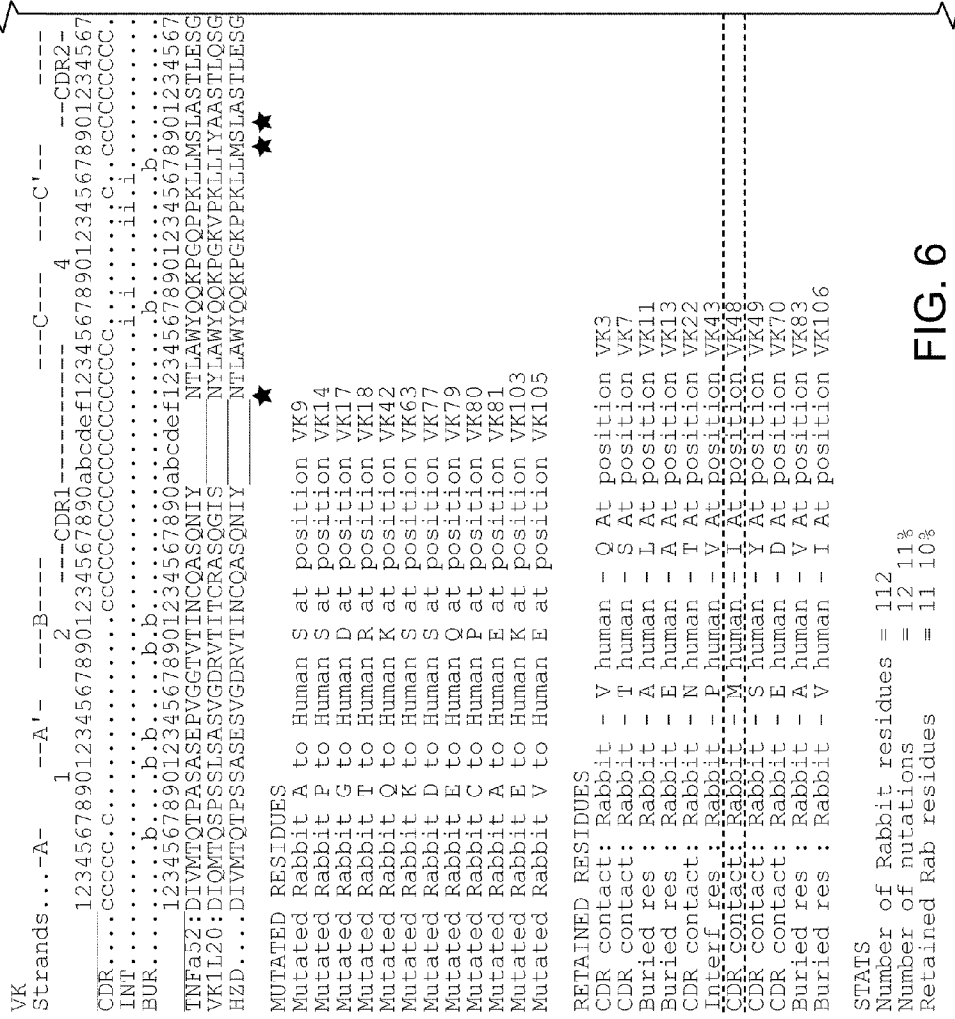 VK
Strands...-A-     --A'-  ---B----                ---C---    ---C'--    ----
1         2   ---CDR1-------------         4         ---CDR2-
123456789012345678901234567890abcdef123456789012345678901234567
CDR....ccccc.c..............ccCCCCCCCCCCCCCCCCCc..........c.ccCCCCCCC.
INT.........................................i.i....ii.i...........
BUR.........b....b.b.....b.b.....................b.........b..........
123456789012345678901234567890abcdef123456789012345678901234567
TNFa52:DIVMTQTPASASEPVGGTVTINCQASQNIY      NTLAWYQQKPGQPPKLLMSLASTLESG
VK1L20:DIQMTQSPSSLSASVGDRVTITCRASQGIS______NYLAWYQQKPGKVPKLLIYAASTLQSG
HZD...:DIVMTQTPSSASESVGDRVTINCQASQNIY______NTLAWYQQKPGKPPKLLMSLASTLESG
★ ★★
MUTATED RESIDUES
Mutated Rabbit A to Human S at position VK9
Mutated Rabbit P to Human S at position VK14
Mutated Rabbit G to Human D at position VK17
Mutated Rabbit T to Human R at position VK18
Mutated Rabbit Q to Human K at position VK42
Mutated Rabbit K to Human S at position VK63
Mutated Rabbit D to Human S at position VK77
Mutated Rabbit E to Human Q at position VK79
Mutated Rabbit C to Human P at position VK80
Mutated Rabbit A to Human E at position VK81
Mutated Rabbit E to Human K at position VK103
Mutated Rabbit V to Human E at position VK105
RETAINED RESIDUES
CDR contact: Rabbit - V human - Q At position VK3
CDR contact: Rabbit - T human - S At position VK7
Buried res : Rabbit - A human - L At position VK11
Buried res : Rabbit - E human - A At position VK13
CDR contact: Rabbit - N human - T At position VK22
Interf res : Rabbit - P human - V At position VK43
CDR contact: Rabbit - M human - I At position VK48
CDR contact: Rabbit - S human - Y At position VK49
CDR contact: Rabbit - E human - D At position VK70
Buried res : Rabbit - A human - V At position VK83
Buried res : Rabbit - V human - I At position VK106
STATS
Number of Rabbit residues = 112
Number of nutations       = 12 11%
Retained Rab residues     = 11 10%
FIG. 6